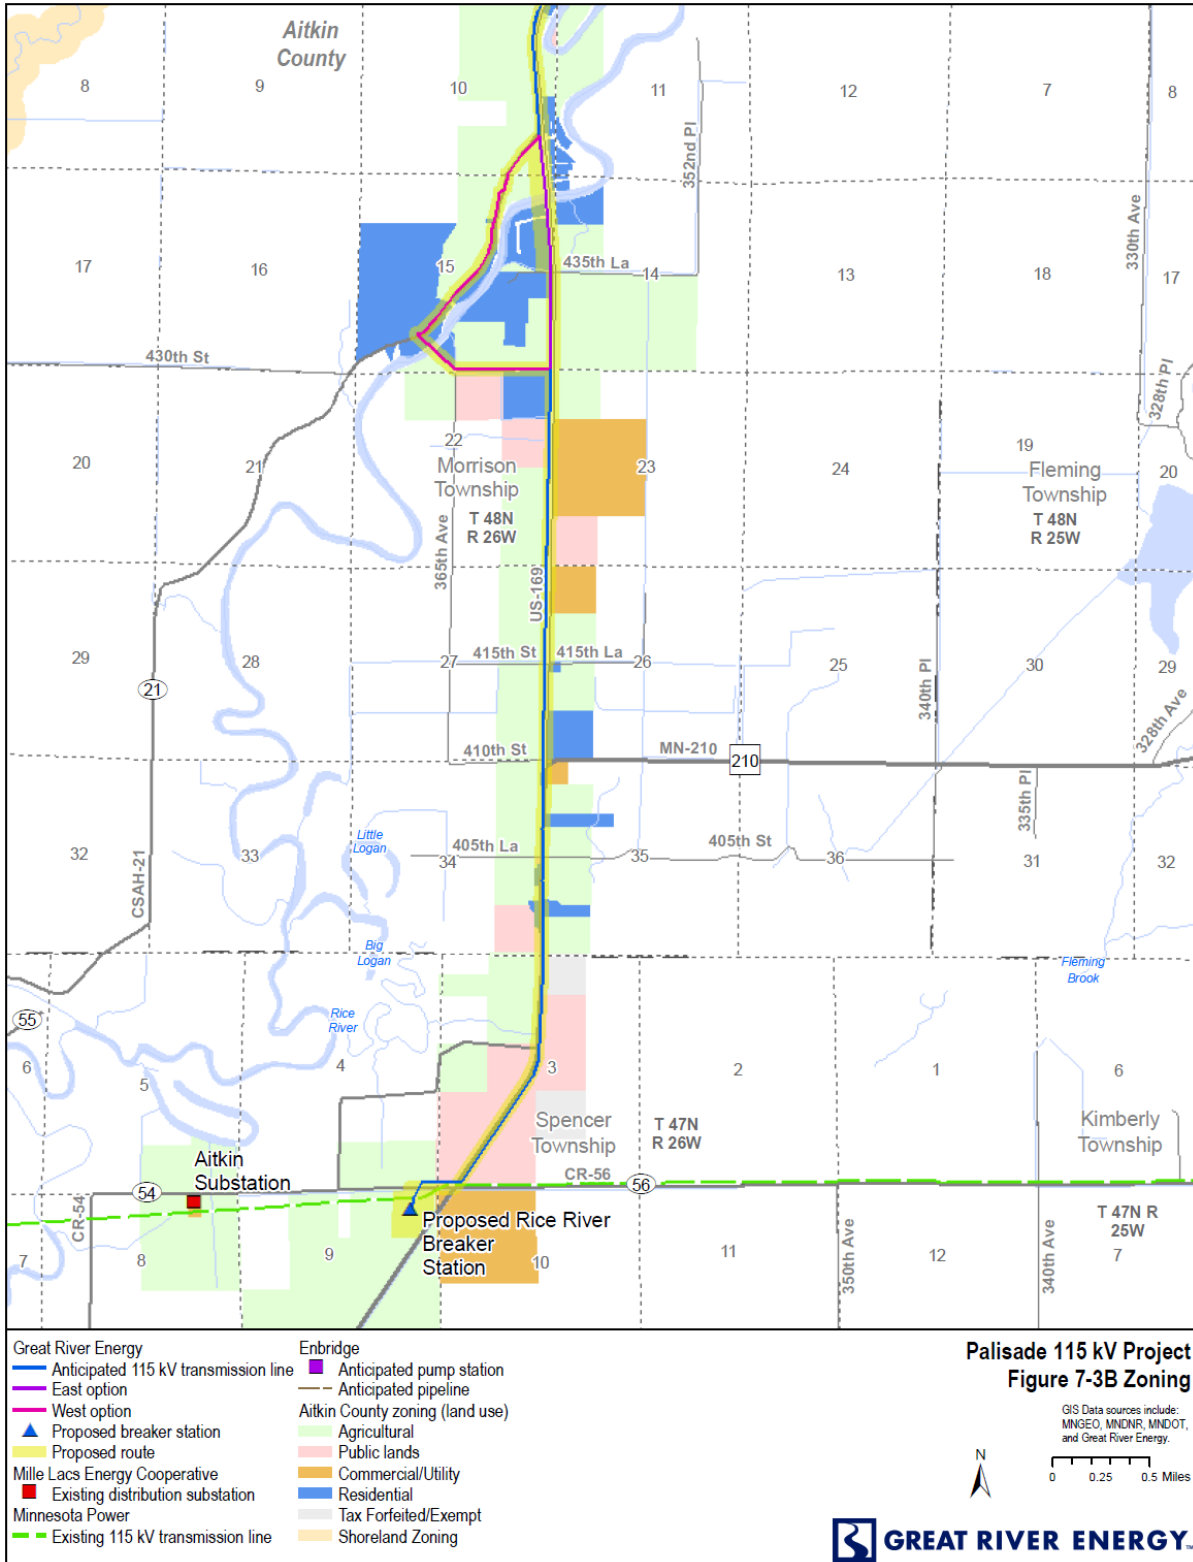 Aitkin
County
8
9
10
11
12
7
8
352nd Pl
330th Ave
17
16
15
435th La
14
13
18
17
430th St
328th Pl
20
21
22
23
24
19
20
Morrison
Township
Fleming
Township
T 48N
R 26W
T 48N
R 25W
365th Ave
US-169
29
28
27
415th St
415th La
26
25
340th Pl
30
29
21
328th Ave
410th St
MN-210
210
335th Pl
Little
Logan
32
33
34
405th La
35
405th St
36
31
32
CSAH-21
Big
Logan
Fleming
Brook
Rice
River
55
6
5
4
3
2
1
6
Spencer
Township
T 47N
R 26W
Kimberly
Township
Aitkin
Substation
CR-56
54
56
CR-54
Proposed Rice River
Breaker
Station
T 47N R
25W
7
8
9
10
11
350th Ave
12
340th Ave
7
Great River Energy
Anticipated 115 kV transmission line
East option
West option
Proposed breaker station
Proposed route
Mille Lacs Energy Cooperative
Existing distribution substation
Minnesota Power
Existing 115 kV transmission line
Enbridge
Anticipated pump station
Anticipated pipeline
Aitkin County zoning (land use)
Agricultural
Public lands
Commercial/Utility
Residential
Tax Forfeited/Exempt
Shoreland Zoning
Palisade 115 kV Project
Figure 7-3B Zoning
GIS Data sources include:
MNGEO, MNDNR, MNDOT,
and Great River Energy.
N
0 0.25 0.5 Miles
GREAT RIVER ENERGY